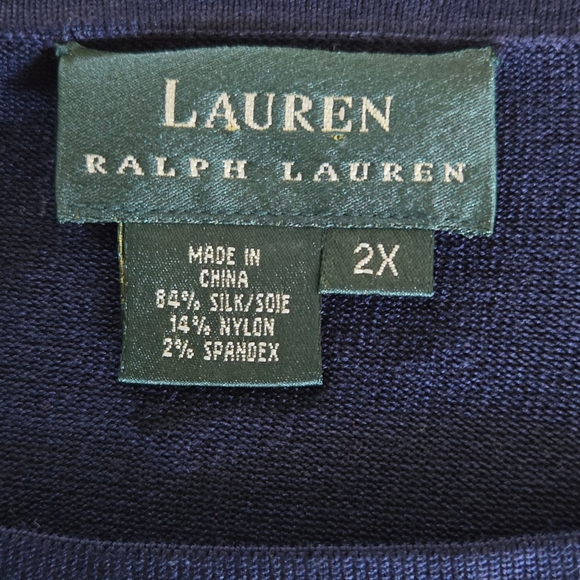 LAUREN
RALPH LAUREN
MADE IN
CHINA
84% SILK/SOIE
14% NYLON
2% SPANDEX
2X